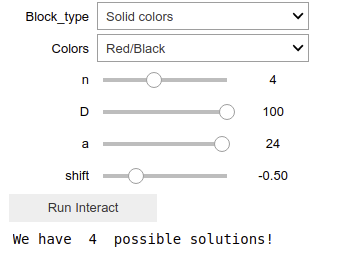 Block_type Solid colors
Colors Red/Black
n 4
D 100
a 24
shift -0.50
Run Interact
We have 4 possible solutions!